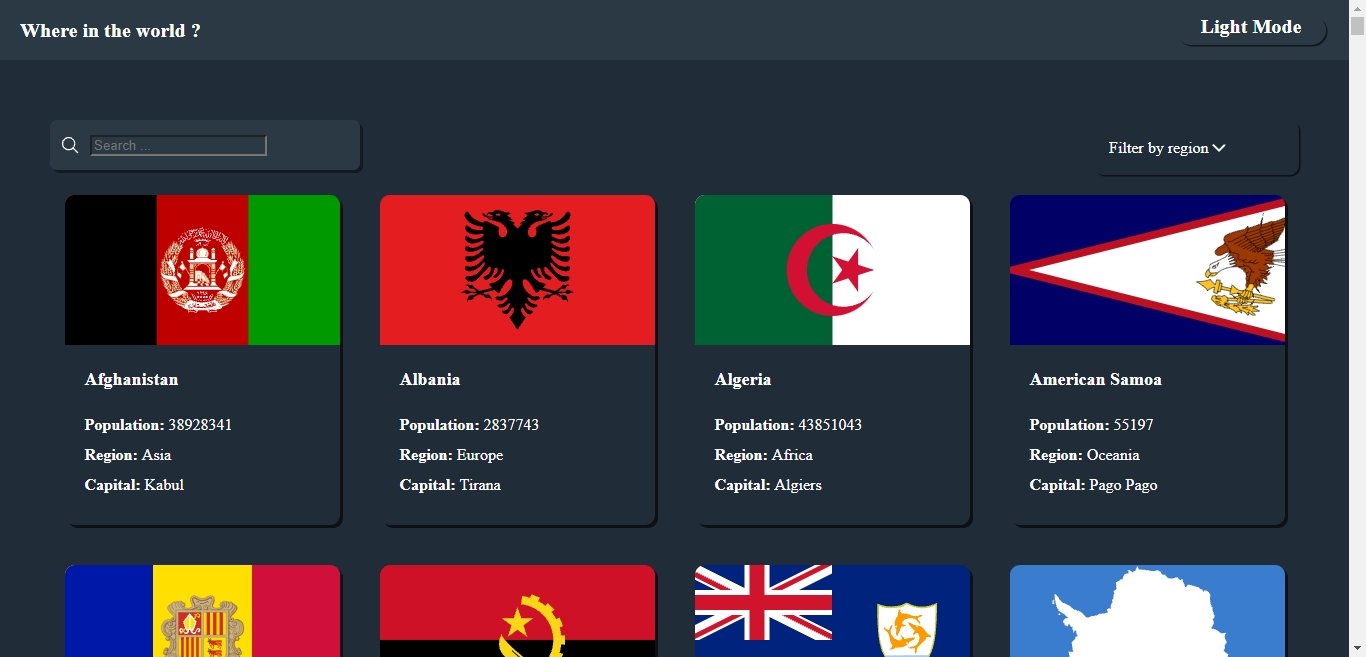 Where in the world ?
Light Mode
Search ...
Filter by region
Afghanistan
Population: 38928341
Region: Asia
Capital: Kabul
Albania
Population: 2837743
Region: Europe
Capital: Tirana
Algeria
Population: 43851043
Region: Africa
Capital: Algiers
American Samoa
Population: 55197
Region: Oceania
Capital: Pago Pago